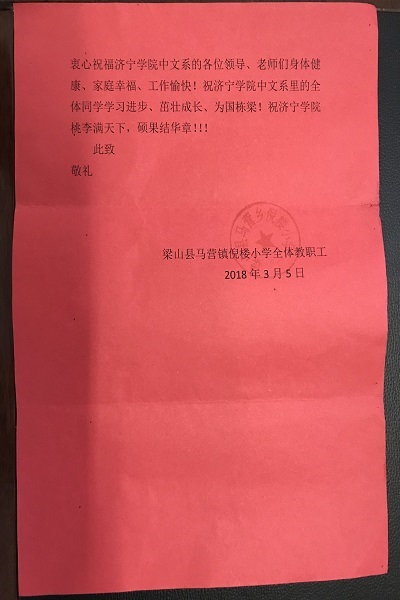 衷心祝福济宁学院中文系的各位领导、老师们身体健
康、家庭幸福、工作愉快！祝济宁学院中文系里的全
体同学学习进步、茁壮成长、为国栋梁！祝济宁学院
桃李满天下，硕果结华章！！！
此致
敬礼
梁山县马营镇倪楼小学全体教职工
2018 年 3 月 5 日